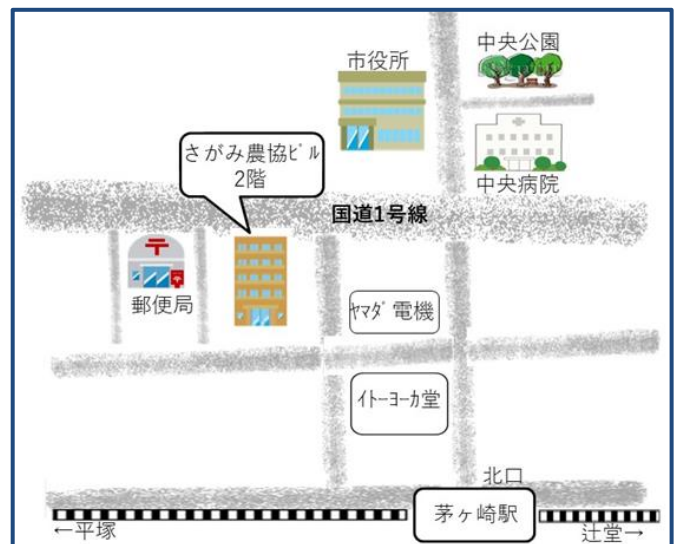 中央公園
市役所
さがみ農協ﾋﾞﾙ
2階
中央病院
国道1号線
郵便局
ﾔﾏﾀﾞ電機
ｲﾄｰﾖｰｶ堂
北口
茅ヶ崎駅
←平塚
辻堂→